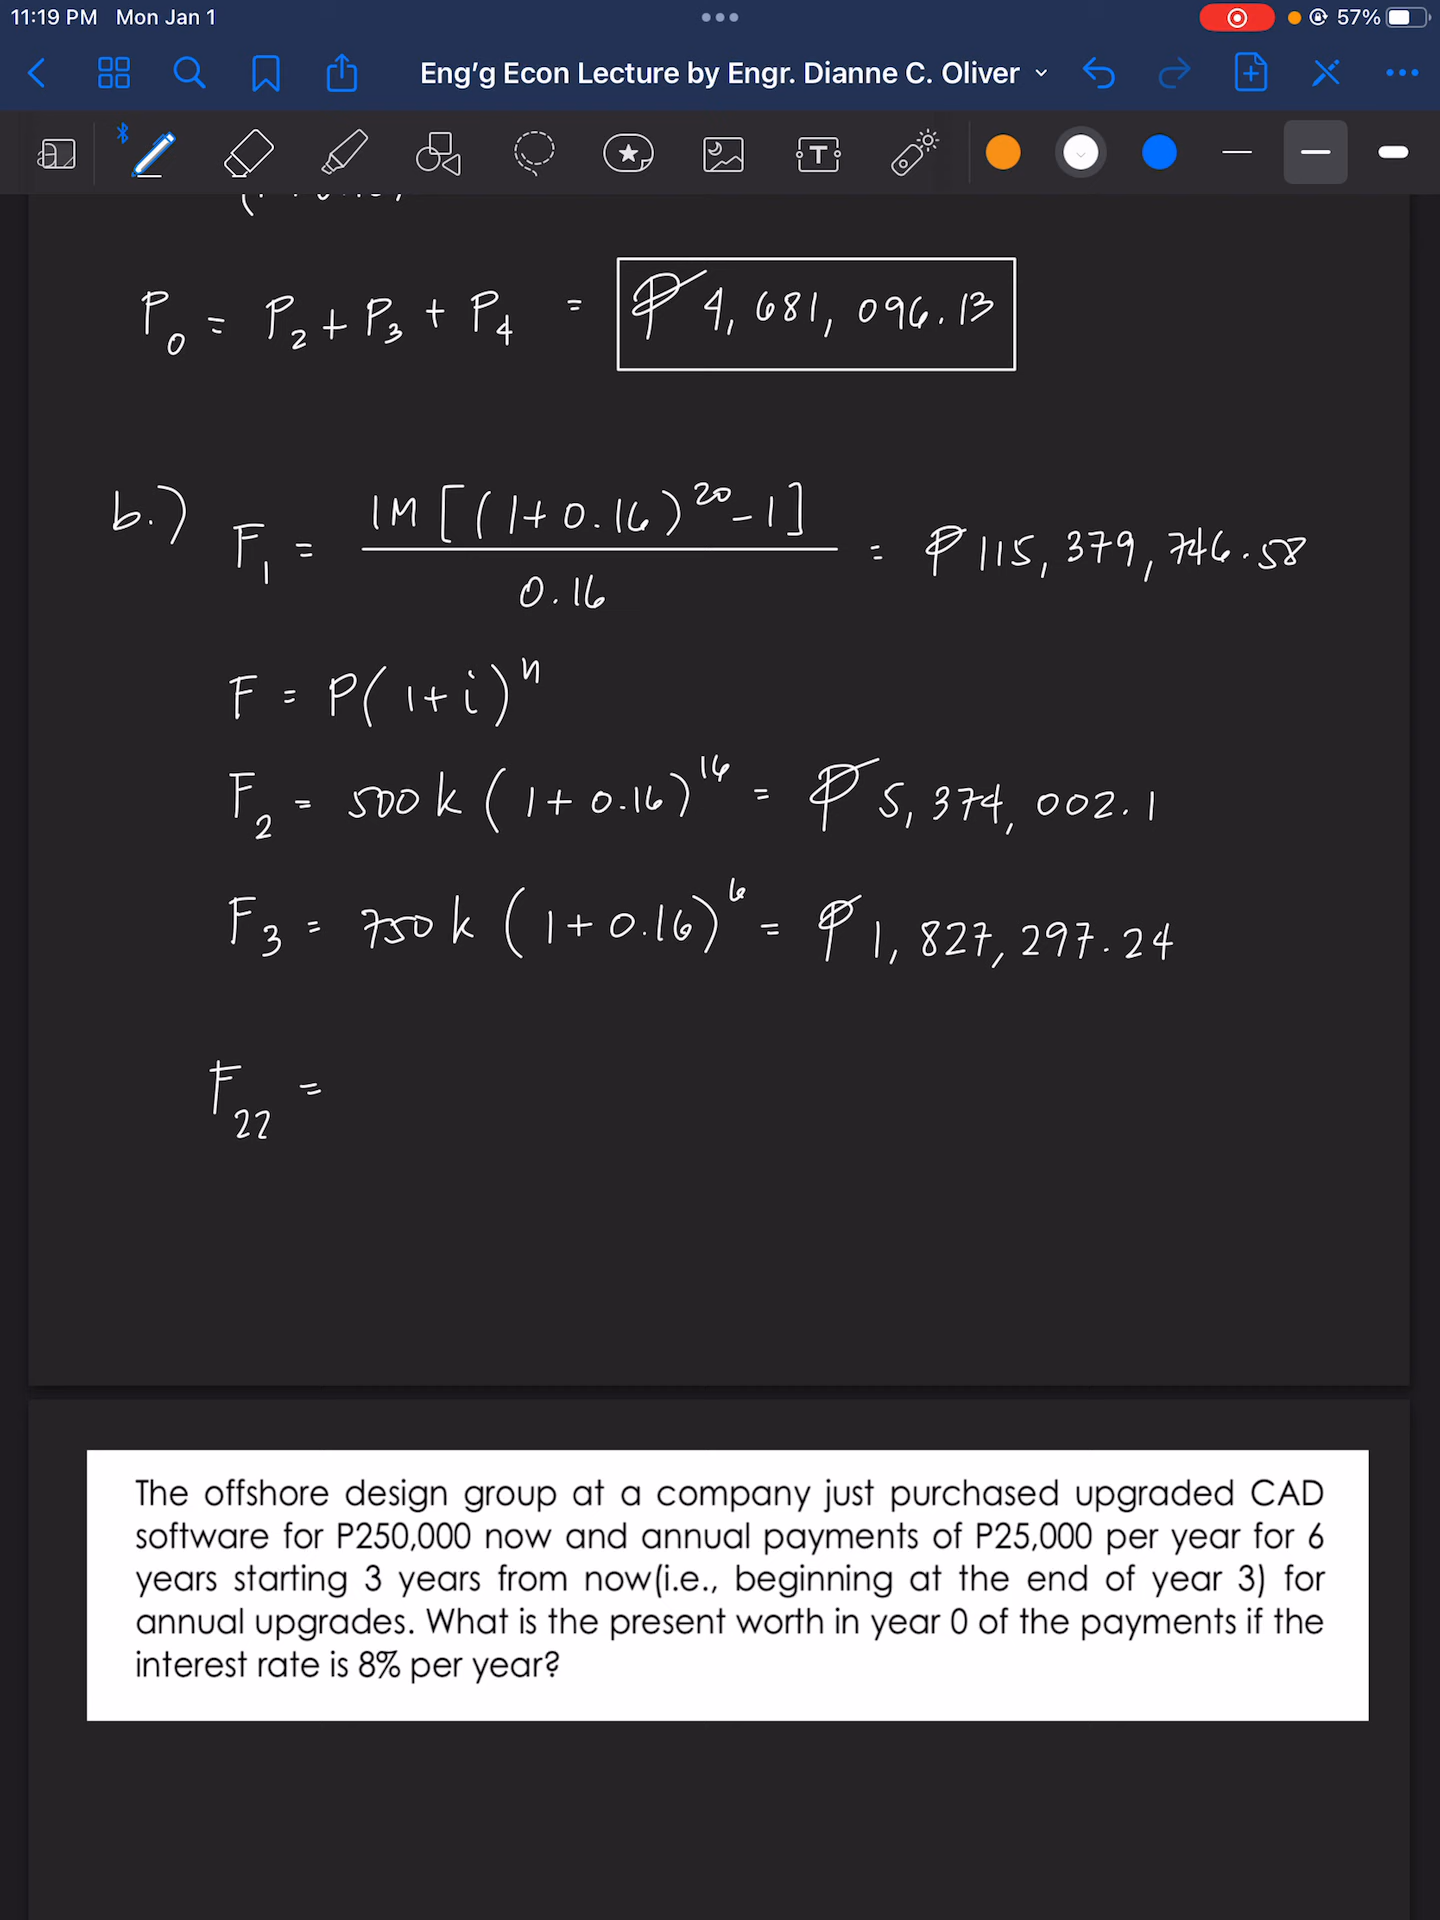 11:19 PM Mon Jan 1
57%
Eng'g Econ Lecture by Engr. Dianne C. Oliver
P₀ = P₂ + P₃ + P₄ = ₱ 4, 681, 096.13
b.) F₁ = 1M [(1+0.16)²⁰ - 1] / 0.16 = ₱ 115, 379, 746.58
F = P(1+i)ⁿ
F₂ = 500k (1+0.16)¹⁶ = ₱ 5, 374, 002.1
F₃ = 750k (1+0.16)⁶ = ₱ 1, 827, 297.24
F₂₂ =
The offshore design group at a company just purchased upgraded CAD
software for P250,000 now and annual payments of P25,000 per year for 6
years starting 3 years from now(i.e., beginning at the end of year 3) for
annual upgrades. What is the present worth in year 0 of the payments if the
interest rate is 8% per year?